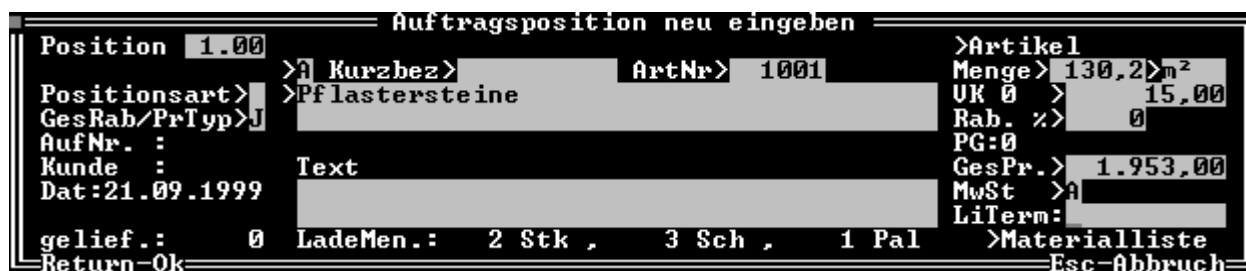 Auftragsposition neu eingeben
Position 1.00 >Artikel
>A Kurzbez> ArtNr> 1001 Menge> 130,2>m²
Positionsart> >Pflastersteine VK 0 > 15,00
GesRab/PrTyp>J Rab. %> 0
AufNr. : PG:0
Kunde : Text GesPr.> 1.953,00
Dat:21.09.1999 MwSt >A
LiTerm:
gelief.: 0 LadeMen.: 2 Stk , 3 Sch , 1 Pal >Materialliste
Return-Ok Esc-Abbruch